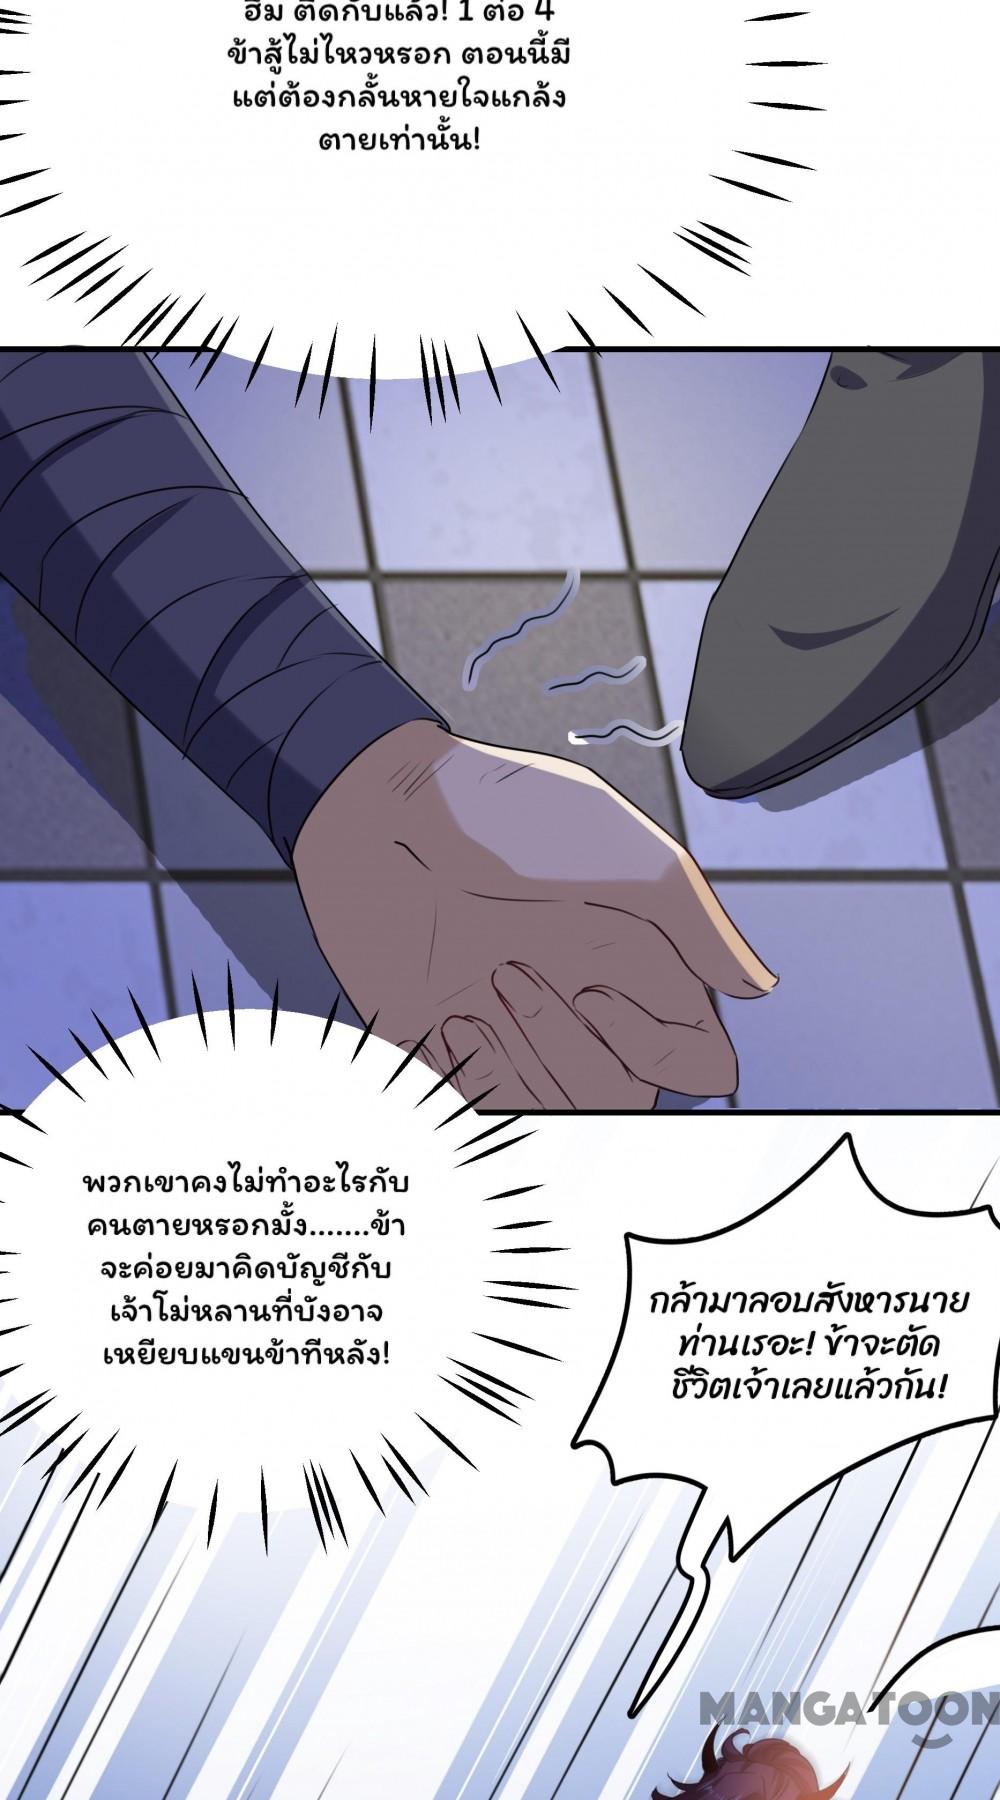 ฮึ่ม ติดกับแล้ว! 1 ต่อ 4
ข้าสู้ไม่ไหวหรอก ตอนนี้มี
แต่ต้องกลั้นหายใจแกล้ง
ตายเท่านั้น!
พวกเขาคงไม่ทำอะไรกับ
คนตายหรอกมั้ง.......ข้า
จะค่อยมาคิดบัญชีกับ
เจ้าโม่หลานที่บังอาจ
เหยียบแขนข้าทีหลัง!
กล้ามาลอบสังหารนาย
ท่านเรอะ! ข้าจะตัด
ชีวิตเจ้าเลยแล้วกัน!
MANGATOON